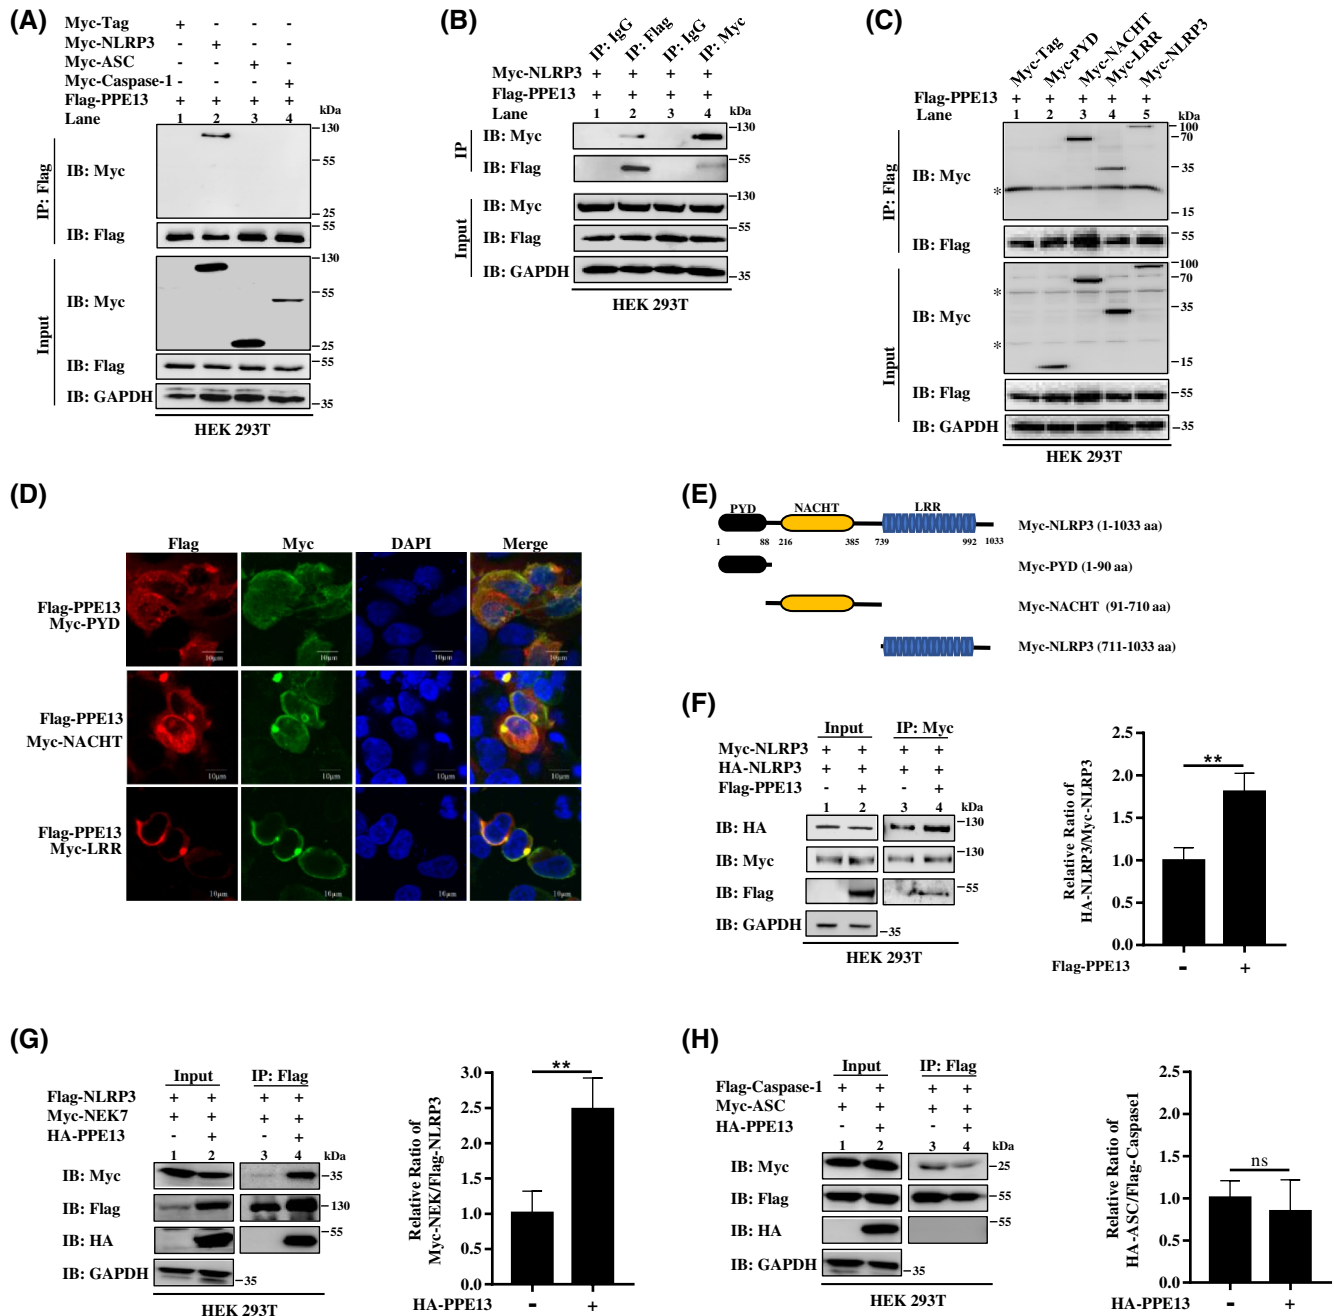 (A)
Myc-Tag + - - -
Myc-NLRP3 - + - -
Myc-ASC - - + -
Myc-Caspase-1 - - - +
Flag-PPE13 + + + +
kDa
Lane 1 2 3 4
IP: Flag
IB: Myc
130
55
25
IB: Flag
55
Input
IB: Myc
130
55
25
IB: Flag
55
IB: GAPDH
35
HEK 293T
(B)
IP: IgG IP: Flag IP: IgG IP: Myc
Myc-NLRP3 + + + +
Flag-PPE13 + + + +
Lane 1 2 3 4 kDa
IP
IB: Myc
130
IB: Flag
55
Input
IB: Myc
130
IB: Flag
55
IB: GAPDH
35
HEK 293T
(C)
Myc-Tag Myc-PYD Myc-NACHT Myc-LRR Myc-NLRP3
Flag-PPE13 + + + + +
Lane 1 2 3 4 5 kDa
IP: Flag
IB: Myc
100
70
35
*
15
IB: Flag
55
Input
IB: Myc
100
70
*
35
*
15
IB: Flag
55
IB: GAPDH
35
HEK 293T
(D)
Flag Myc DAPI Merge
Flag-PPE13
Myc-PYD
10μm 10μm 10μm 10μm
Flag-PPE13
Myc-NACHT
10μm 10μm 10μm 10μm
Flag-PPE13
Myc-LRR
10μm 10μm 10μm 10μm
(E)
PYD NACHT LRR
Myc-NLRP3 (1-1033 aa)
1 88 216 385 739 992 1033
Myc-PYD (1-90 aa)
Myc-NACHT (91-710 aa)
Myc-NLRP3 (711-1033 aa)
(F)
Input IP: Myc
Myc-NLRP3 + + + +
HA-NLRP3 + + + +
Flag-PPE13 - + - +
1 2 3 4 kDa
IB: HA
130
IB: Myc
130
IB: Flag
55
IB: GAPDH
35
HEK 293T
Relative Ratio of
HA-NLRP3/Myc-NLRP3
2.5
2.0
1.5
1.0
0.5
0.0
**
Flag-PPE13 - +
(G)
Input IP: Flag
Flag-NLRP3 + + + +
Myc-NEK7 + + + +
HA-PPE13 - + - +
1 2 3 4 kDa
IB: Myc
35
IB: Flag
130
IB: HA
55
IB: GAPDH
35
HEK 293T
Relative Ratio of
Myc-NEK/Flag-NLRP3
3.0
2.5
2.0
1.5
1.0
0.5
0.0
**
HA-PPE13 - +
(H)
Input IP: Flag
Flag-Caspase-1 + + + +
Myc-ASC + + + +
HA-PPE13 - + - +
1 2 3 4 kDa
IB: Myc
25
IB: Flag
55
IB: HA
55
IB: GAPDH
35
HEK 293T
Relative Ratio of
HA-ASC/Flag-Caspase1
2.5
2.0
1.5
1.0
0.5
0.0
ns
HA-PPE13 - +